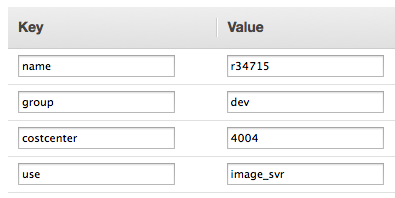 Key Value
name r34715
group dev
costcenter 4004
use image_svr